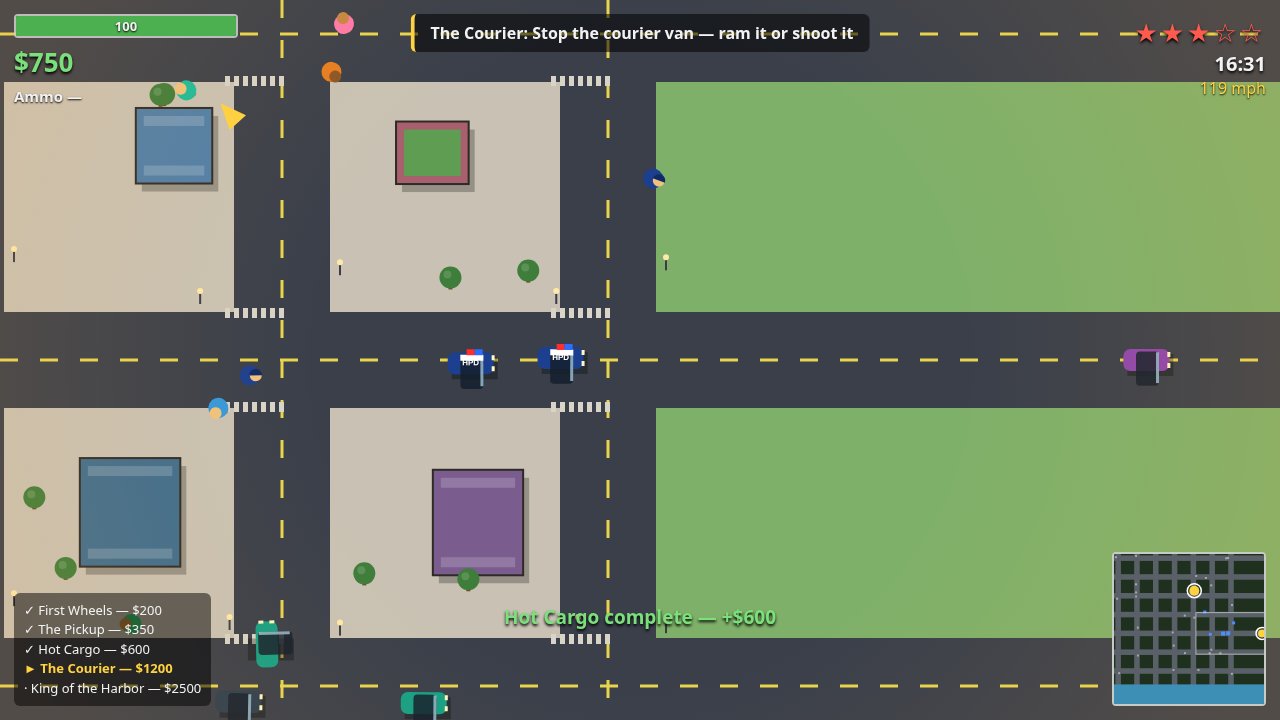 100
The Courier: Stop the courier van — ram it or shoot it
$750
16:31
Ammo —
119 mph
HPD
HPD
Hot Cargo complete — +$600
✓ First Wheels — $200
✓ The Pickup — $350
✓ Hot Cargo — $600
► The Courier — $1200
· King of the Harbor — $2500